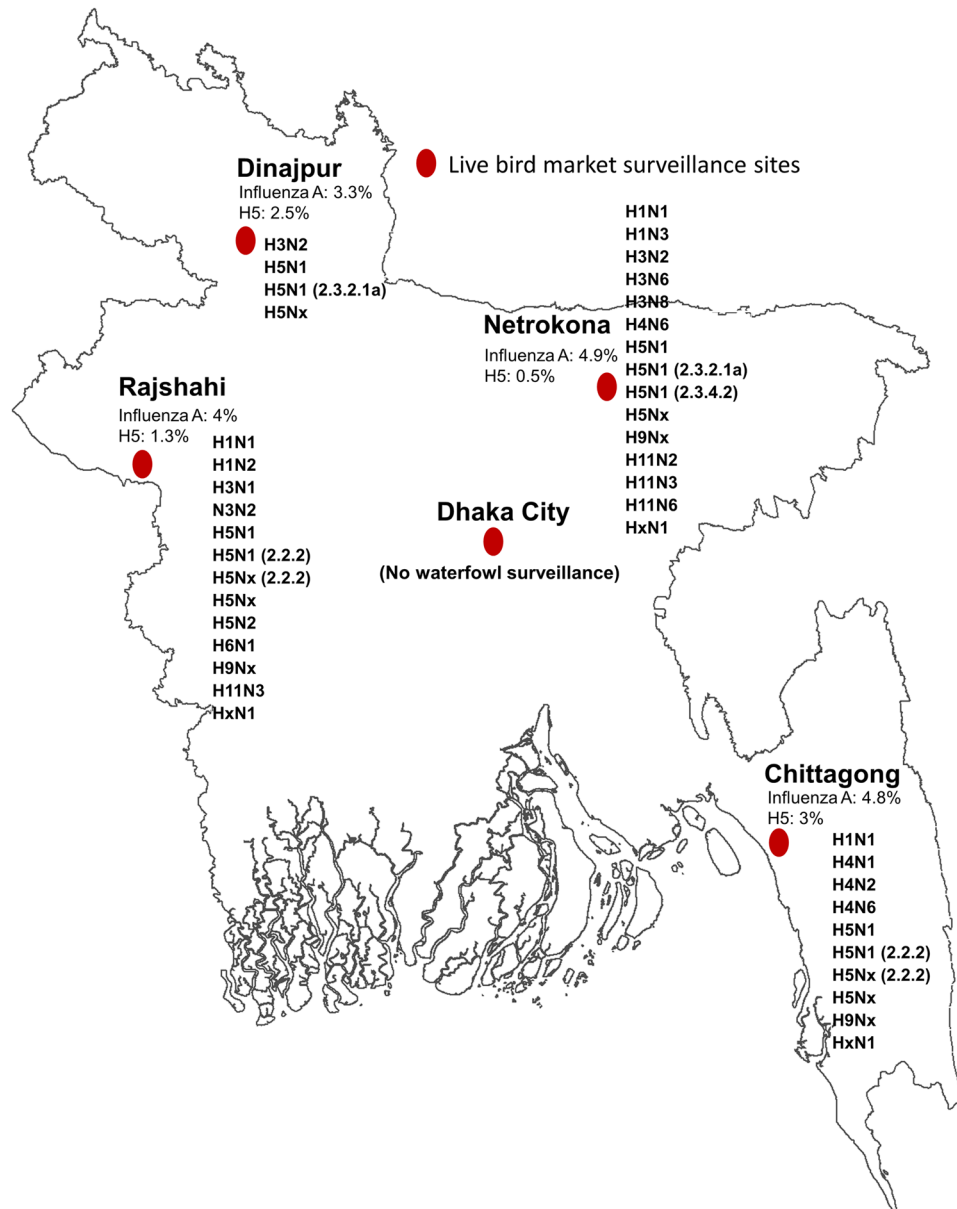 Live bird market surveillance sites
Dinajpur
Influenza A: 3.3%
H5: 2.5%
H3N2
H5N1
H5N1 (2.3.2.1a)
H5Nx
Netrokona
Influenza A: 4.9%
H5: 0.5%
H1N1
H1N3
H3N2
H3N6
H3N8
H4N6
H5N1
H5N1 (2.3.2.1a)
H5N1 (2.3.4.2)
H5Nx
H9Nx
H11N2
H11N3
H11N6
HxN1
Rajshahi
Influenza A: 4%
H5: 1.3%
H1N1
H1N2
H3N1
N3N2
H5N1
H5N1 (2.2.2)
H5Nx (2.2.2)
H5Nx
H5N2
H6N1
H9Nx
H11N3
HxN1
Dhaka City
(No waterfowl surveillance)
Chittagong
Influenza A: 4.8%
H5: 3%
H1N1
H4N1
H4N2
H4N6
H5N1
H5N1 (2.2.2)
H5Nx (2.2.2)
H5Nx
H9Nx
HxN1